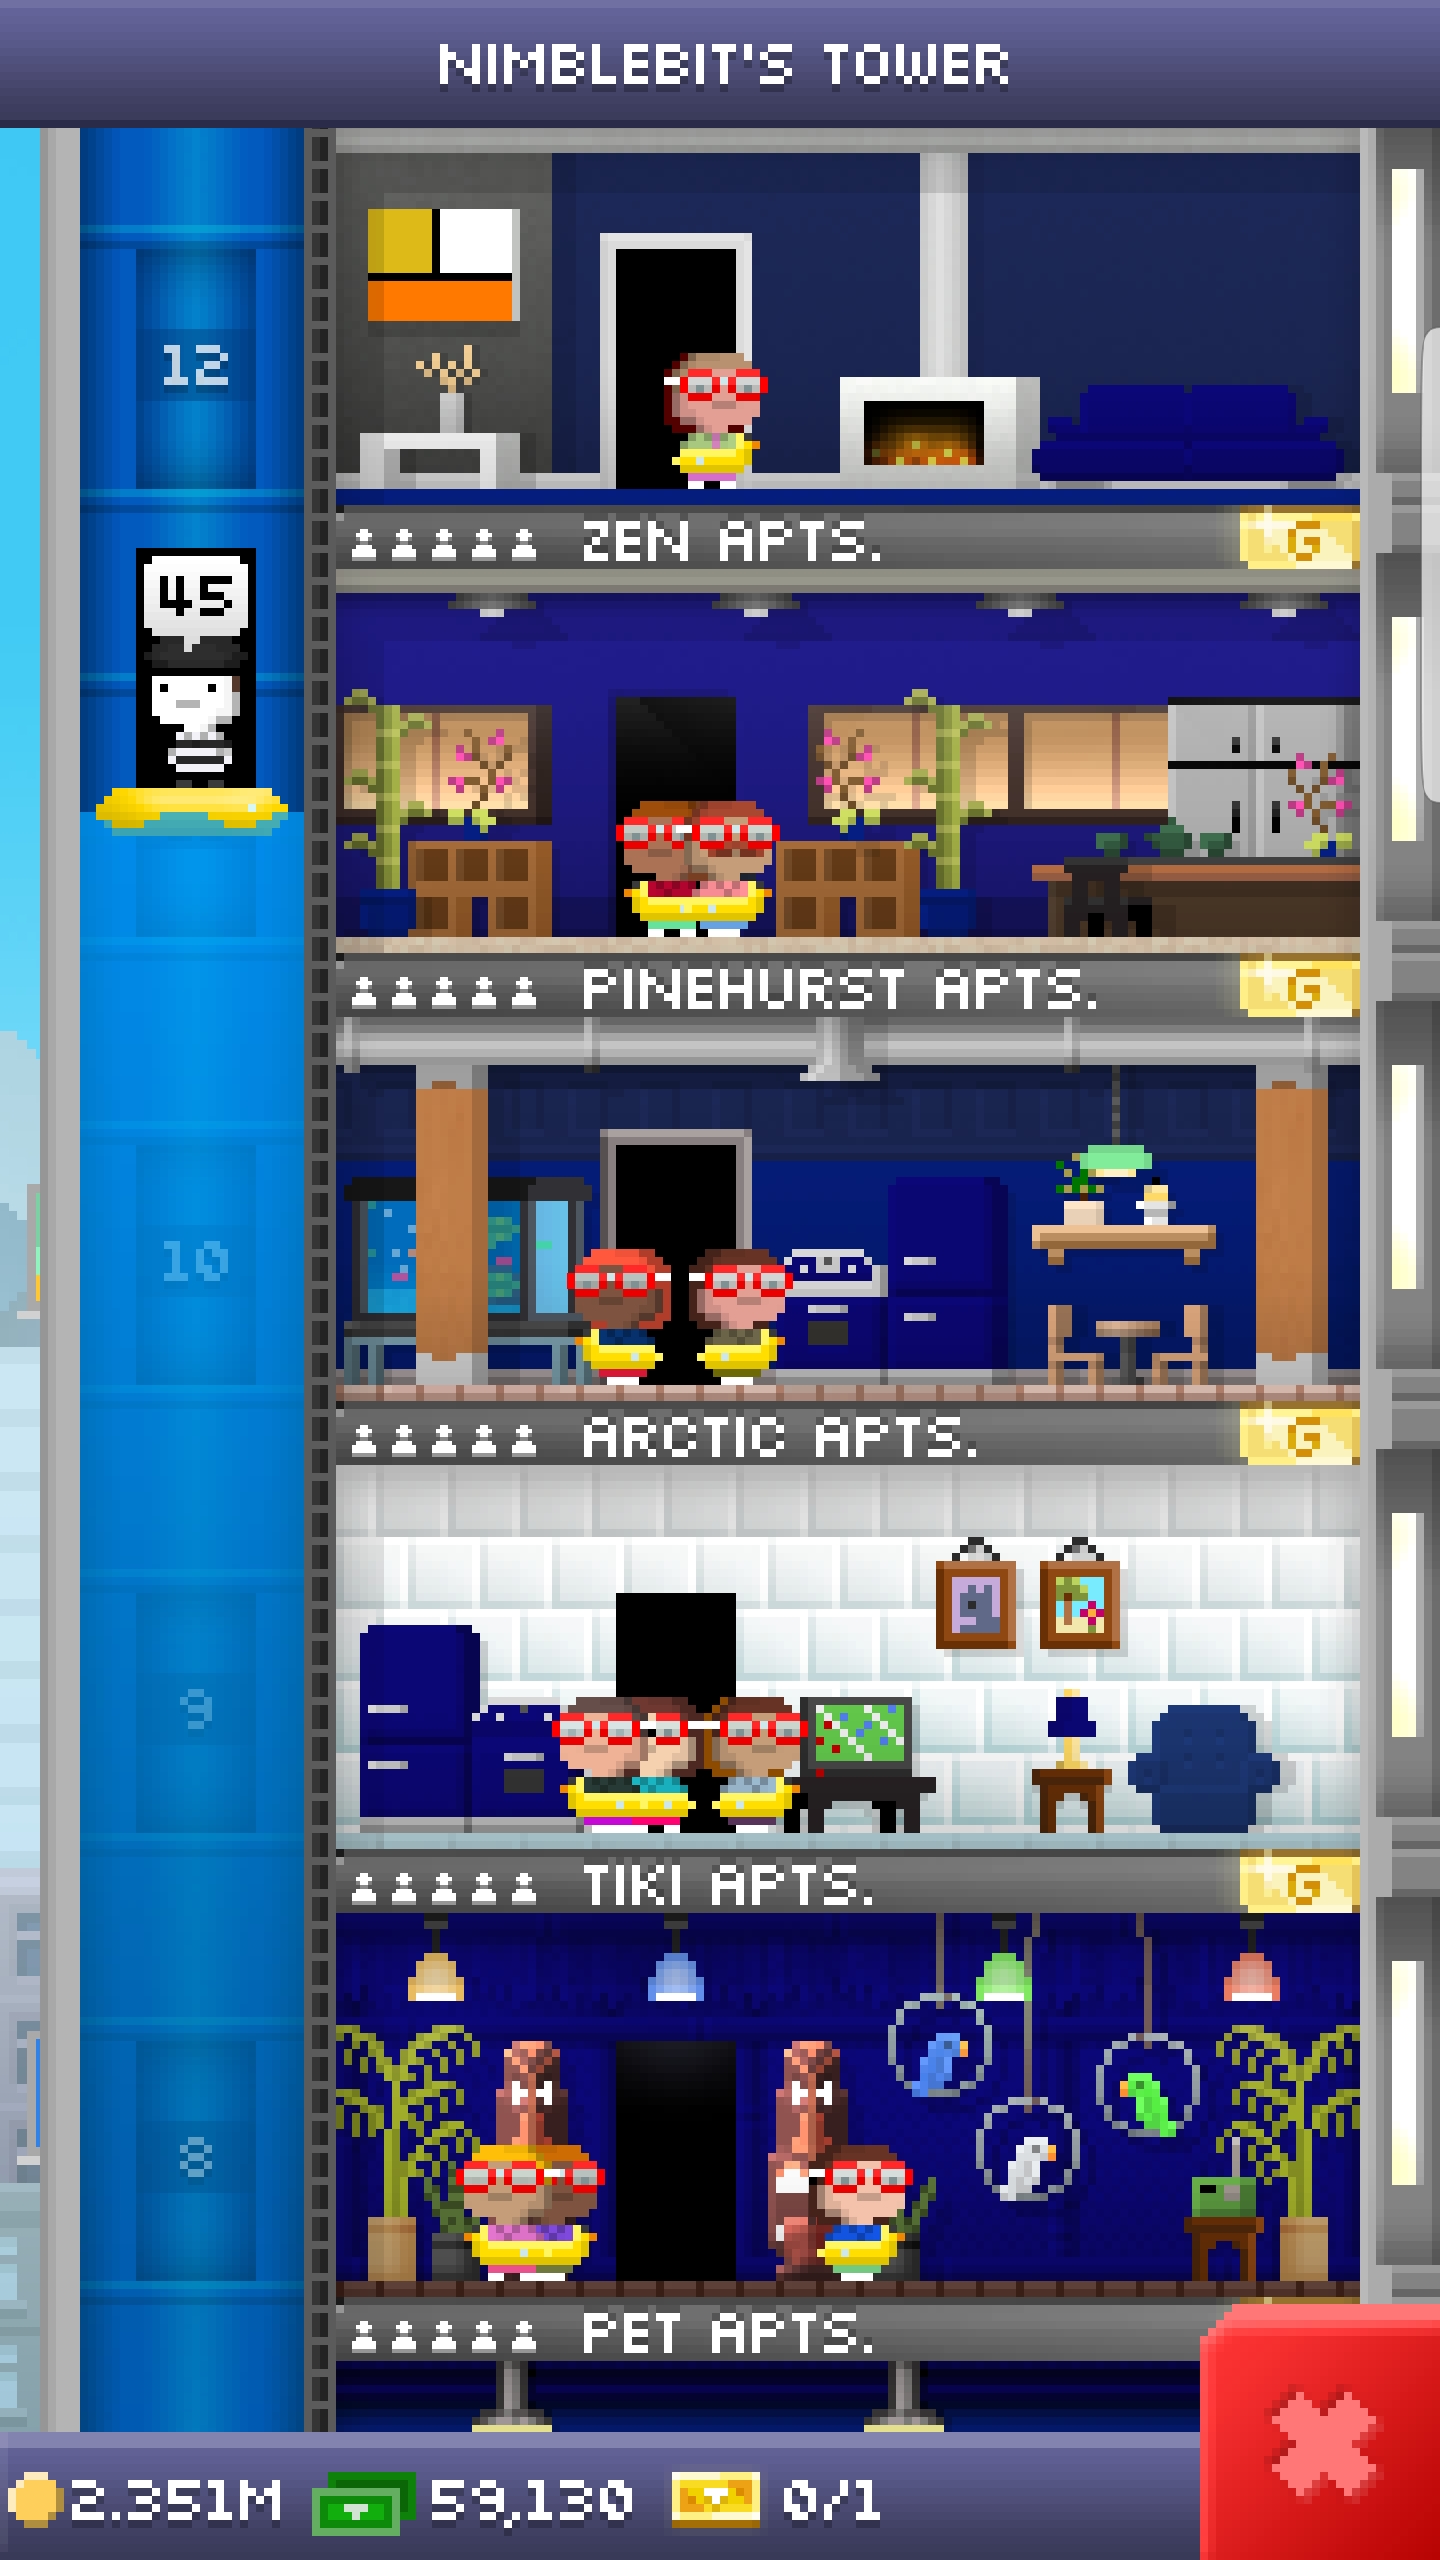 NIMBLEBIT'S TOWER
12
ZEN APTS.
G
45
PINEHURST APTS.
G
10
ARCTIC APTS.
G
9
TIKI APTS.
G
8
PET APTS.
2.351M
59,130
0/1